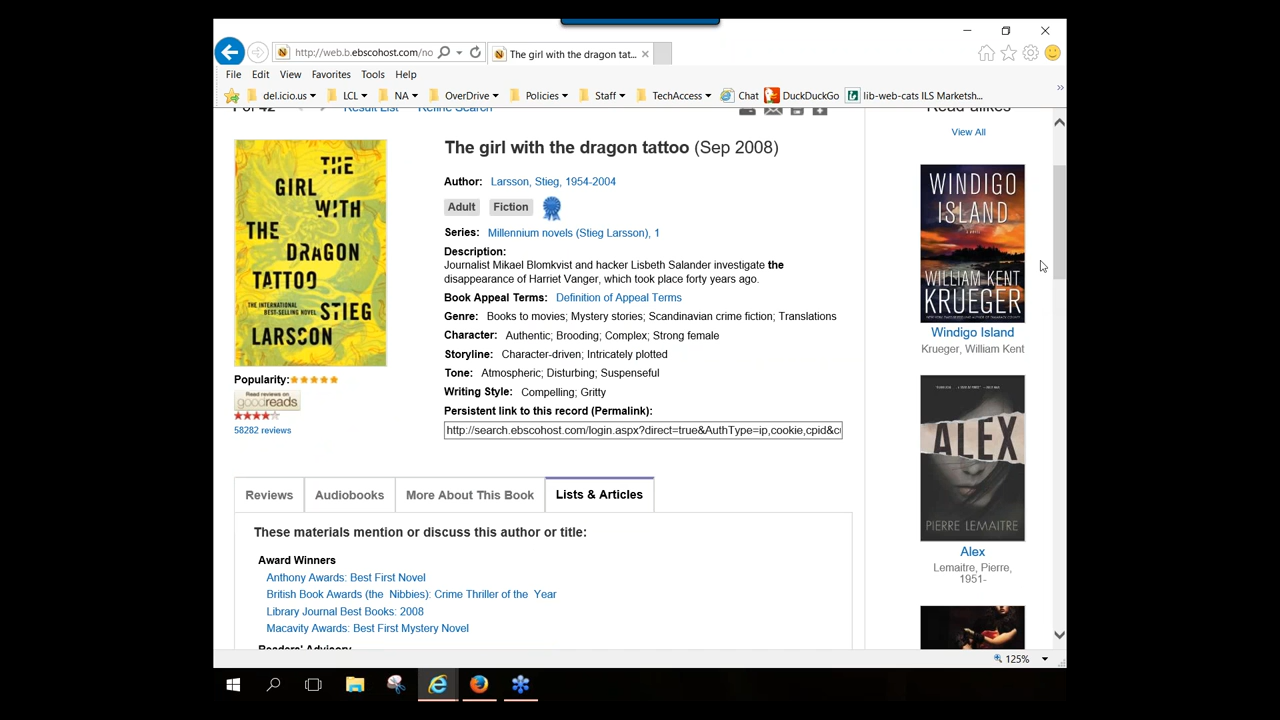 http://web.b.ebscohost.com/no
The girl with the dragon tat...
File Edit View Favorites Tools Help
del.icio.us LCL NA OverDrive Policies Staff TechAccess Chat DuckDuckGo lib-web-cats ILS Marketsh...
of 42 Result List Refine Search
Read-alikes
View All
THE
GIRL
WITH
THE
DRAGON
TATTOO
THE INTERNATIONAL
BEST-SELLING NOVEL
STIEG
LARSSON
Popularity:
Read reviews on
goodreads
58282 reviews
The girl with the dragon tattoo (Sep 2008)
Author: Larsson, Stieg, 1954-2004
Adult Fiction
Series: Millennium novels (Stieg Larsson), 1
Description:
Journalist Mikael Blomkvist and hacker Lisbeth Salander investigate the
disappearance of Harriet Vanger, which took place forty years ago.
Book Appeal Terms: Definition of Appeal Terms
Genre: Books to movies; Mystery stories; Scandinavian crime fiction; Translations
Character: Authentic; Brooding; Complex; Strong female
Storyline: Character-driven; Intricately plotted
Tone: Atmospheric; Disturbing; Suspenseful
Writing Style: Compelling; Gritty
Persistent link to this record (Permalink):
http://search.ebscohost.com/login.aspx?direct=true&AuthType=ip,cookie,cpid&c
Reviews Audiobooks More About This Book Lists & Articles
These materials mention or discuss this author or title:
Award Winners
Anthony Awards: Best First Novel
British Book Awards (the Nibbies): Crime Thriller of the Year
Library Journal Best Books: 2008
Macavity Awards: Best First Mystery Novel
Readers' Advisory
WINDIGO
ISLAND
A NOVEL
WILLIAM KENT
KRUEGER
Windigo Island
Krueger, William Kent
ALEX
PIERRE LEMAITRE
Alex
Lemaitre, Pierre,
1951-
125%